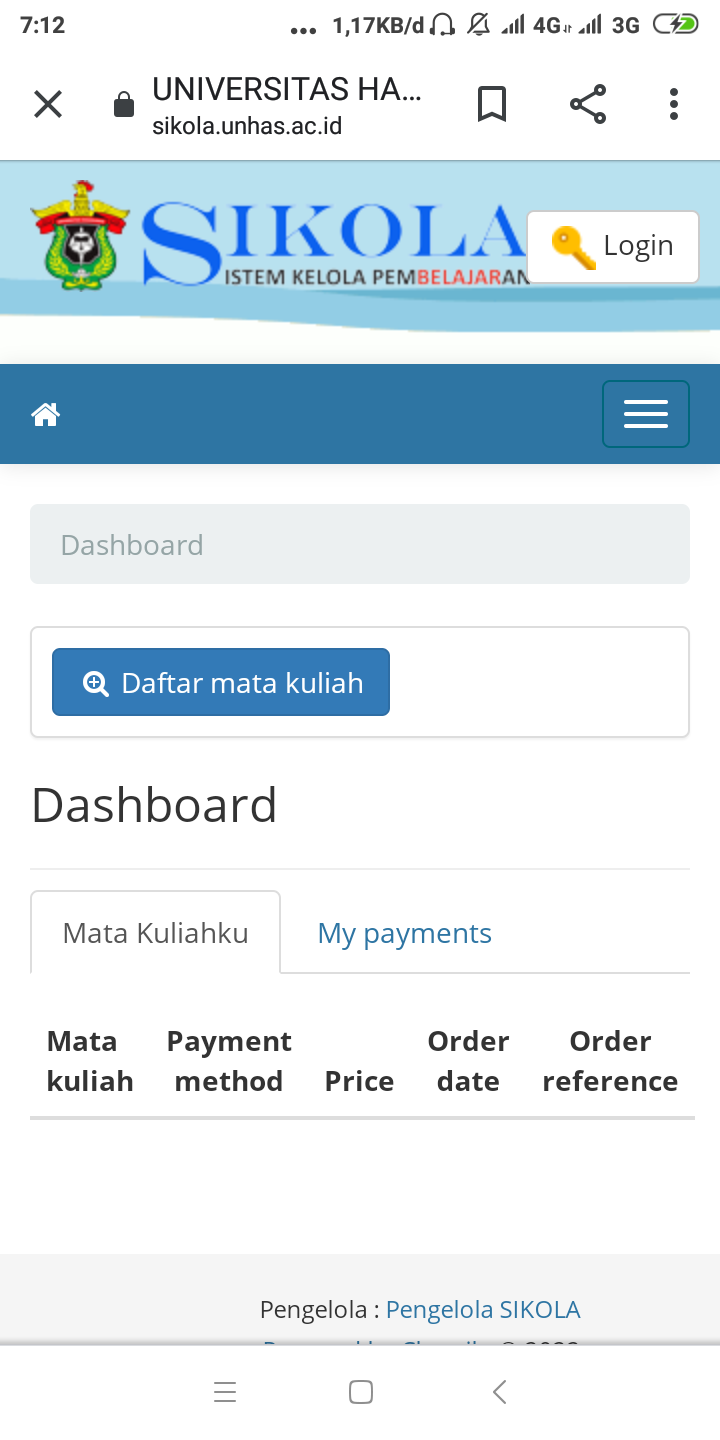 7:12
... 1,17KB/d 4G 3G
UNIVERSITAS HA...
sikola.unhas.ac.id
SIKOLA
ISTEM KELOLA PEMBELAJARAN
Login
Dashboard
Daftar mata kuliah
Dashboard
Mata Kuliahku
My payments
Mata kuliah
Payment method
Price
Order date
Order reference
Pengelola : Pengelola SIKOLA